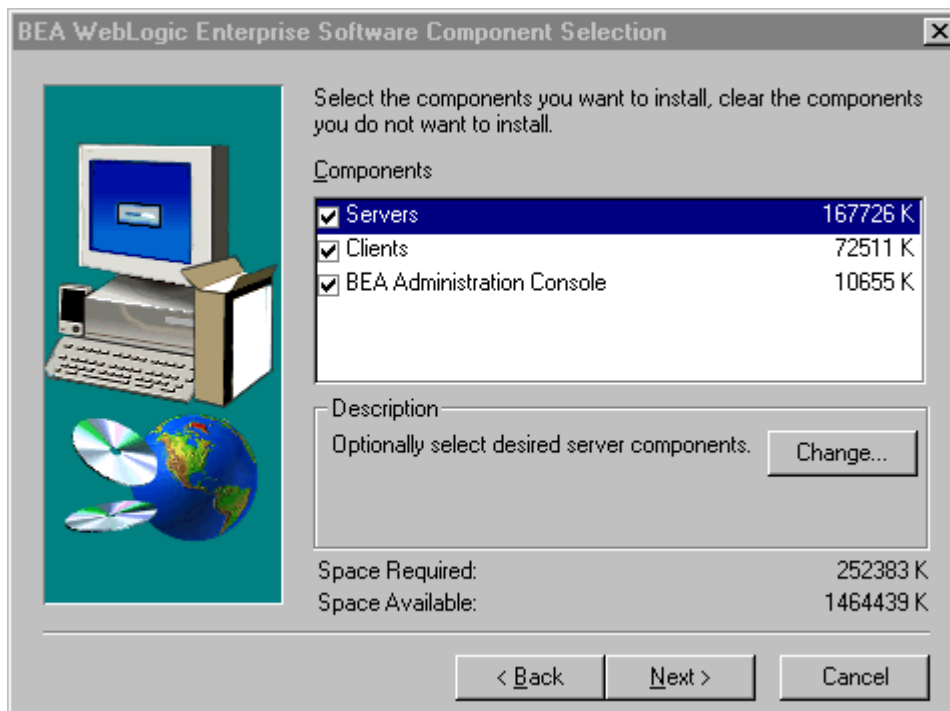 BEA WebLogic Enterprise Software Component Selection
Select the components you want to install, clear the components
you do not want to install.
Components
Servers 167726 K
Clients 72511 K
BEA Administration Console 10655 K
Description
Optionally select desired server components.
Change...
Space Required: 252383 K
Space Available: 1464439 K
< Back Next > Cancel